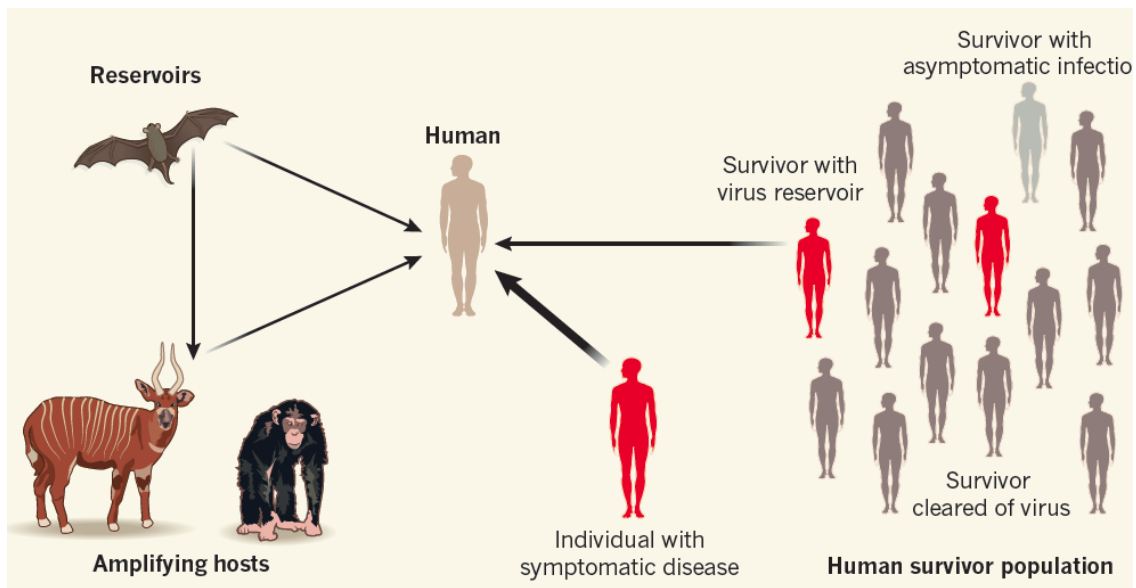 Reservoirs
Human
Survivor with
asymptomatic infectio
Survivor with
virus reservoir
Amplifying hosts
Individual with
symptomatic disease
Survivor
cleared of virus
Human survivor population